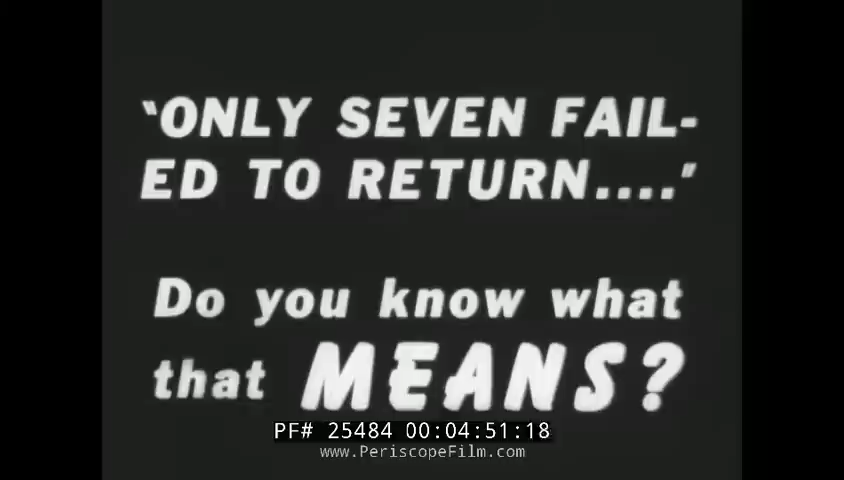 “ONLY SEVEN FAIL-
ED TO RETURN....”
Do you know what
that MEANS?
PF# 25484 00:04:51:18
www.PeriscopeFilm.com